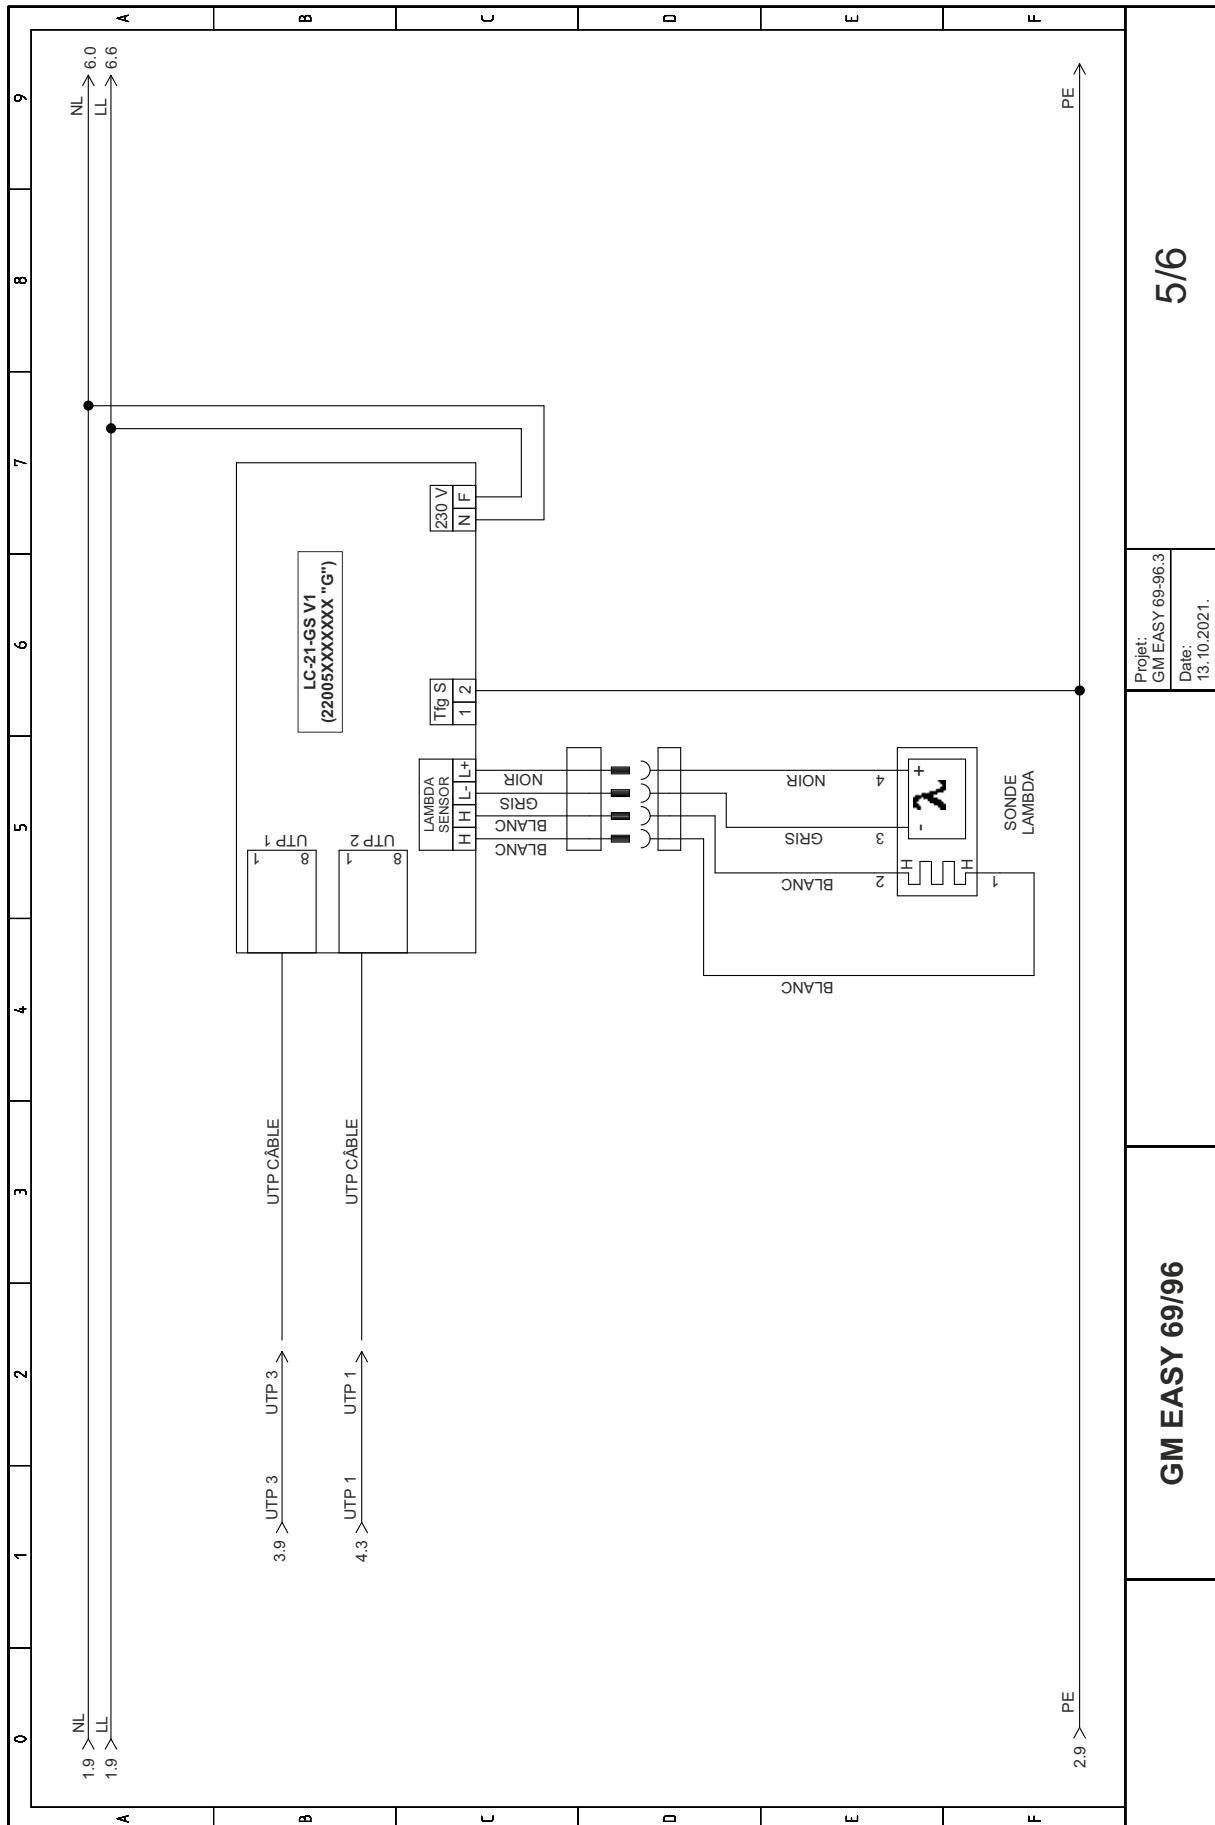 0 1 2 3 4 5 6 7 8 9
A
A
1.9 NL
NL 6.0
1.9 LL
LL 6.6
B
B
3.9 UTP 3
UTP 3
UTP CÂBLE
UTP 1
1
8
4.3 UTP 1
UTP 1
UTP CÂBLE
UTP 2
1
8
LC-21-GS V1
(22005XXXXXXX "G")
C
C
LAMBDA
SENSOR
H H L- L+
Tfg S
1 2
230 V
N F
BLANC
BLANC
GRIS
NOIR
D
D
E
E
BLANC
BLANC
GRIS
NOIR
2
3
4
H
H
-
+
λ
1
SONDE
LAMBDA
F
F
2.9 PE
PE
GM EASY 69/96
Projet:
GM EASY 69-96.3
Date:
13.10.2021.
5/6